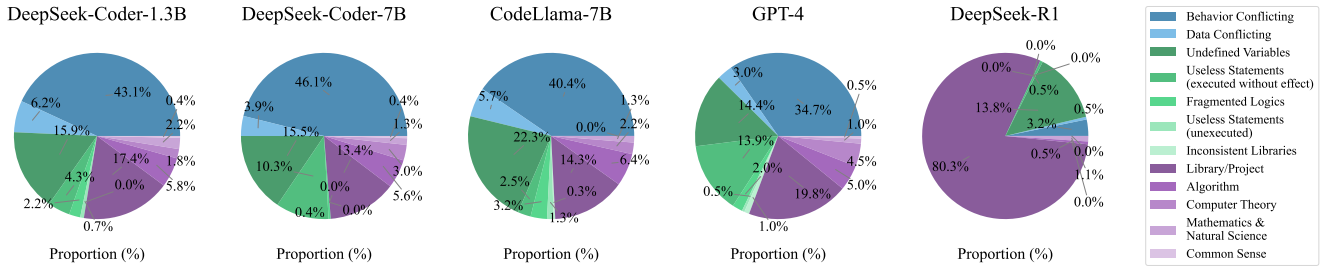 DeepSeek-Coder-1.3B
43.1%
6.2%
15.9%
4.3%
2.2%
0.7%
0.0%
17.4%
5.8%
1.8%
2.2%
0.4%
Proportion (%)
DeepSeek-Coder-7B
46.1%
3.9%
15.5%
10.3%
0.4%
0.0%
0.0%
13.4%
5.6%
3.0%
1.3%
0.4%
Proportion (%)
CodeLlama-7B
40.4%
5.7%
22.3%
2.5%
3.2%
1.3%
0.3%
14.3%
6.4%
2.2%
1.3%
0.0%
Proportion (%)
GPT-4
34.7%
3.0%
14.4%
13.9%
0.5%
2.0%
1.0%
19.8%
5.0%
4.5%
1.0%
0.5%
Proportion (%)
DeepSeek-R1
0.0%
0.0%
0.0%
0.5%
13.8%
0.5%
3.2%
80.3%
0.5%
0.0%
1.1%
0.0%
Proportion (%)
Behavior Conflicting
Data Conflicting
Undefined Variables
Useless Statements
(executed without effect)
Fragmented Logics
Useless Statements
(unexecuted)
Inconsistent Libraries
Library/Project
Algorithm
Computer Theory
Mathematics &
Natural Science
Common Sense